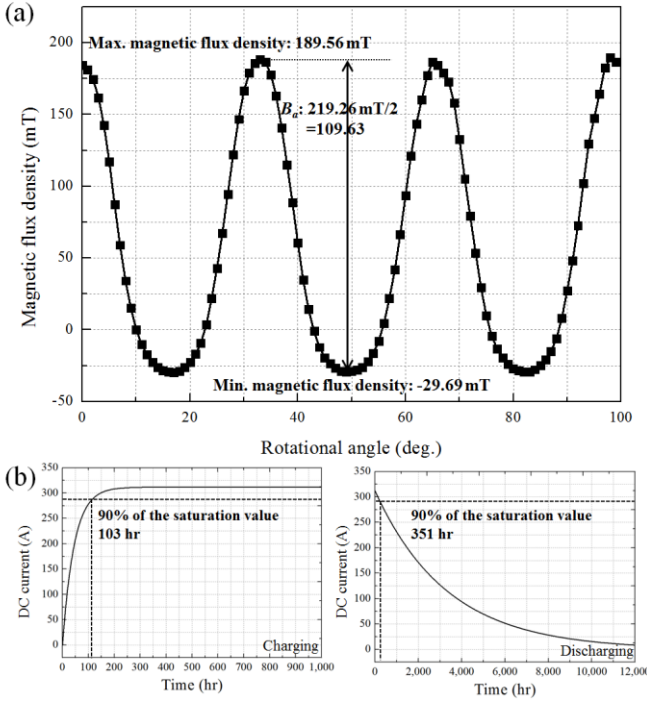 (a)
200
150
100
50
0
-50
Magnetic flux density (mT)
Max. magnetic flux density: 189.56 mT
Ba: 219.26 mT/2
=109.63
Min. magnetic flux density: -29.69 mT
0 20 40 60 80 100
Rotational angle (deg.)
(b)
350
300
250
200
150
100
50
0
DC current (A)
90% of the saturation value
103 hr
Charging
0 100 200 300 400 500 600 700 800 900 1,000
Time (hr)
350
300
250
200
150
100
50
0
DC current (A)
90% of the saturation value
351 hr
Discharging
0 2,000 4,000 6,000 8,000 10,000 12,000
Time (hr)